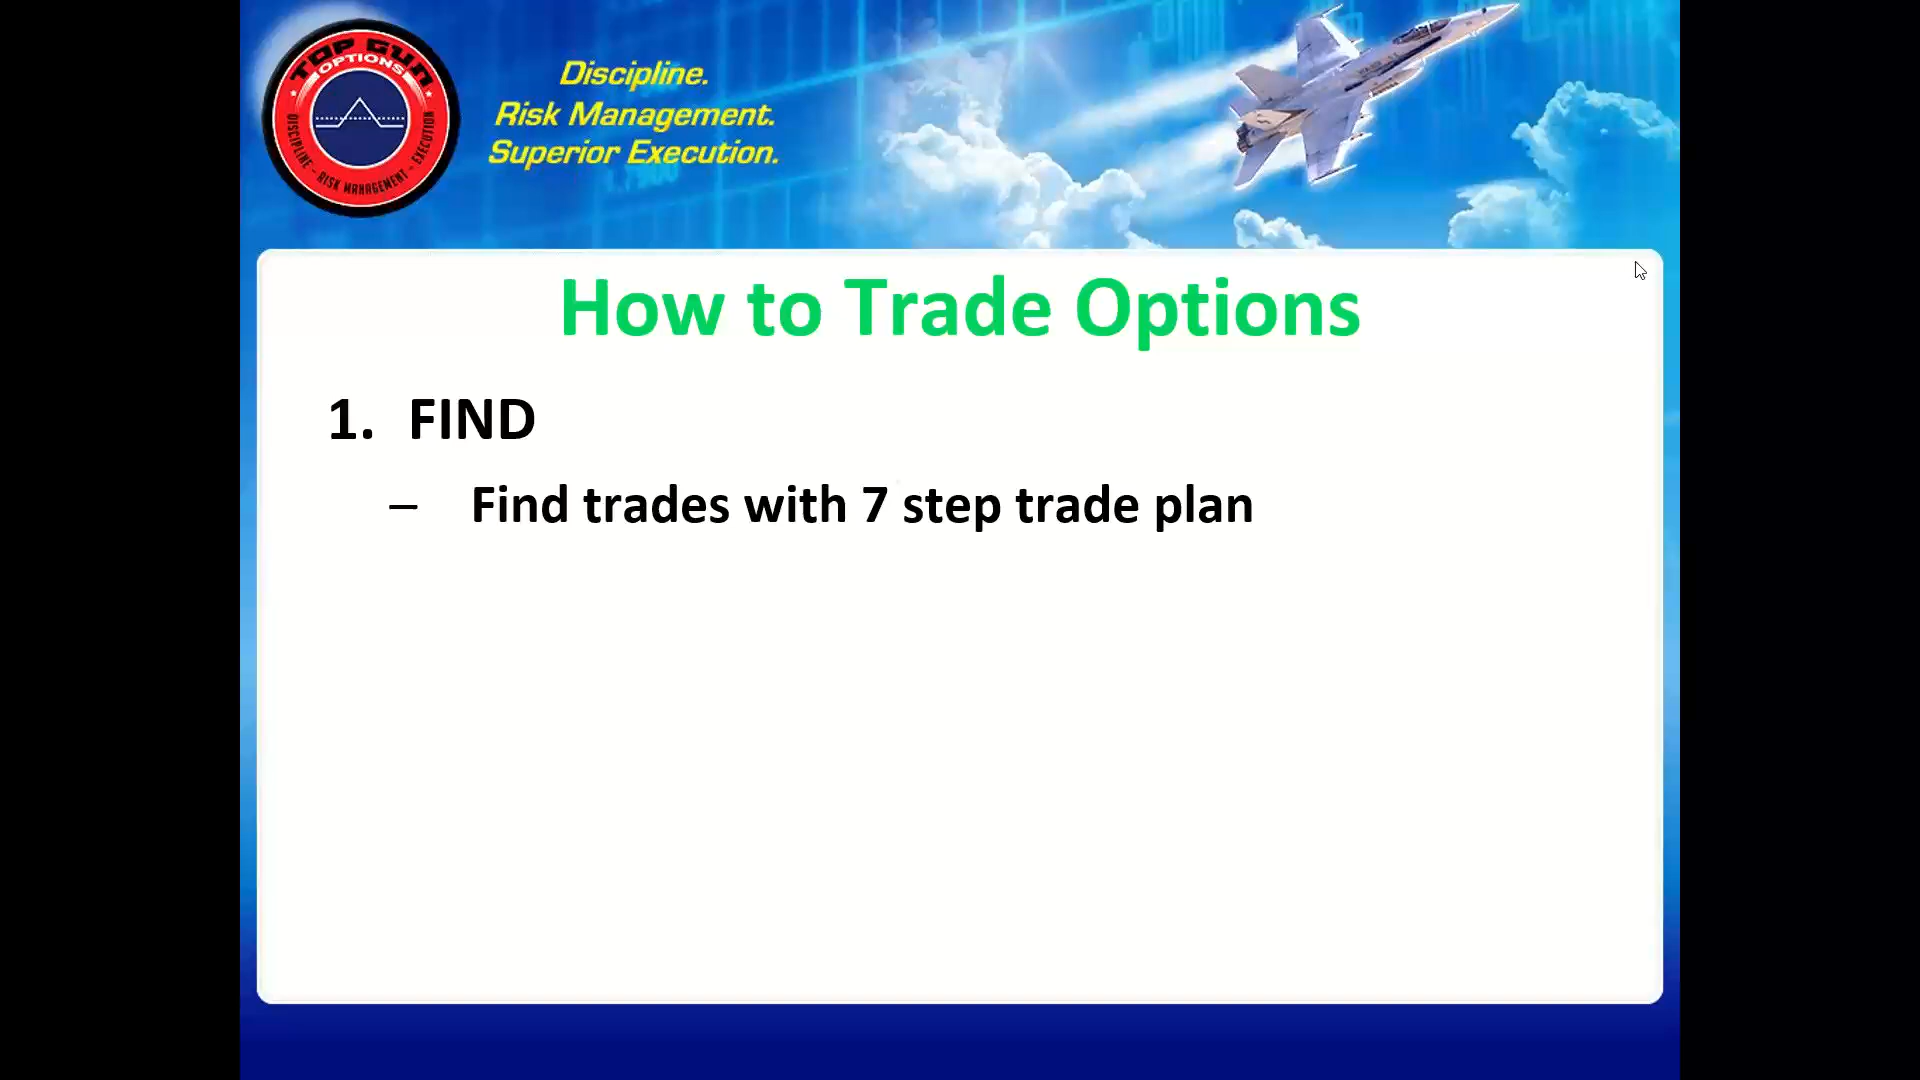 TOP GUN
OPTIONS
DISCIPLINE - RISK MANAGEMENT - EXECUTION
Discipline.
Risk Management.
Superior Execution.
How to Trade Options
1. FIND
– Find trades with 7 step trade plan